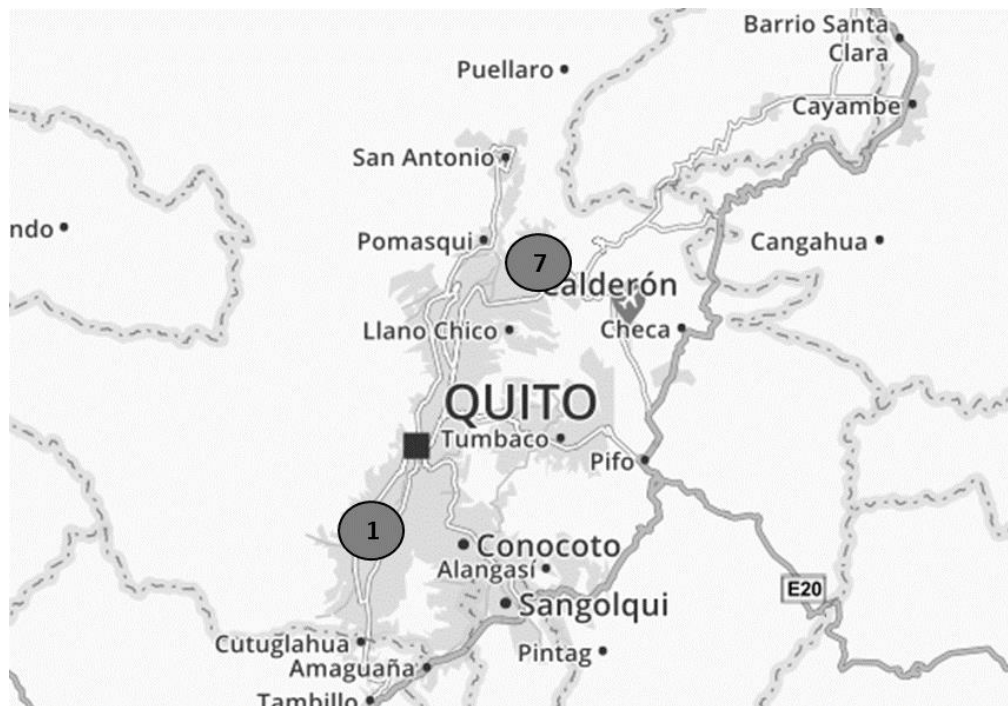 Barrio Santa
Clara
Puellaro
Cayambe
San Antonio
ndo
Pomasqui
Cangahua
7
Calderón
Llano Chico
Checa
QUITO
Tumbaco
Pifo
1
Conocoto
Alangasí
E20
Sangolqui
Cutuglahua
Pintag
Amaguaña
Tambillo